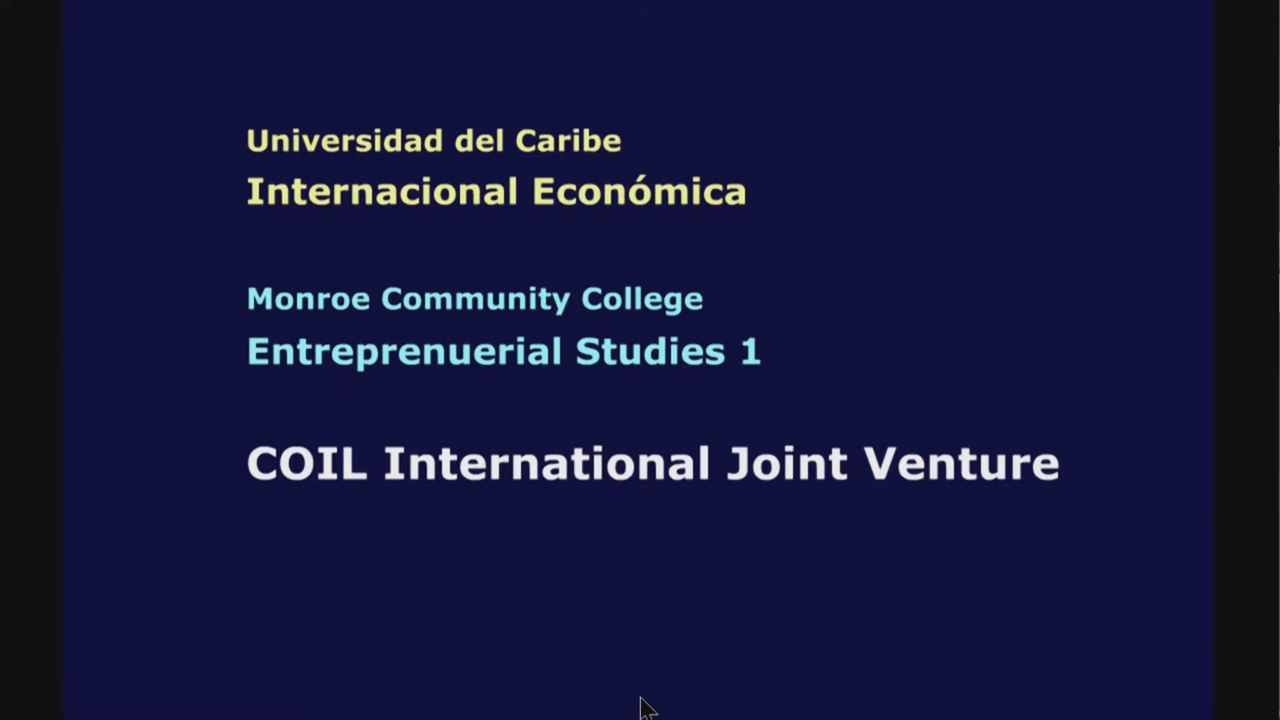 Universidad del Caribe
Internacional Económica
Monroe Community College
Entreprenuerial Studies 1
COIL International Joint Venture